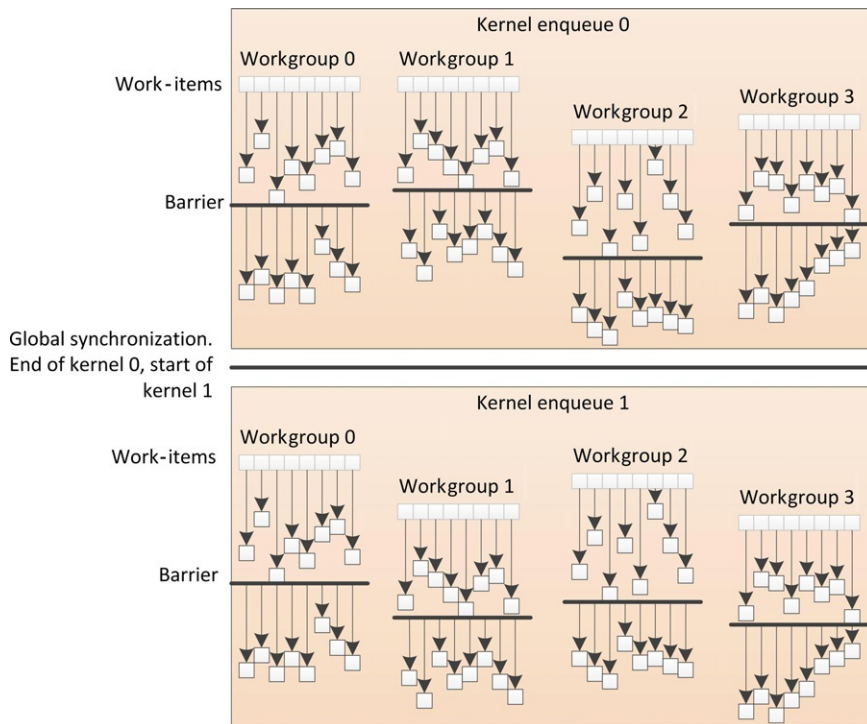 Kernel enqueue 0
Workgroup 0
Workgroup 1
Work-items
Workgroup 2
Workgroup 3
Barrier
Global synchronization.
End of kernel 0, start of
kernel 1
Kernel enqueue 1
Workgroup 0
Work-items
Workgroup 1
Workgroup 2
Workgroup 3
Barrier